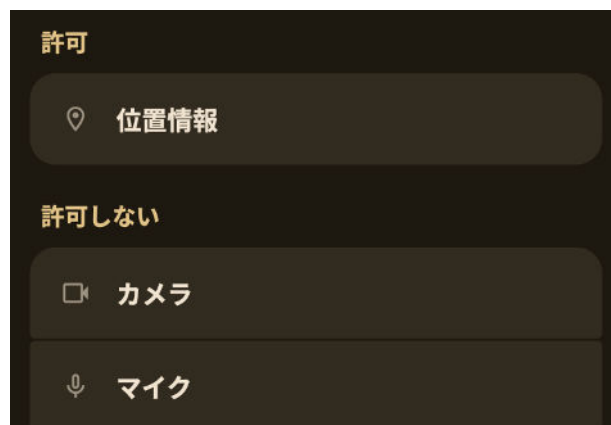 許可
位置情報
許可しない
カメラ
マイク